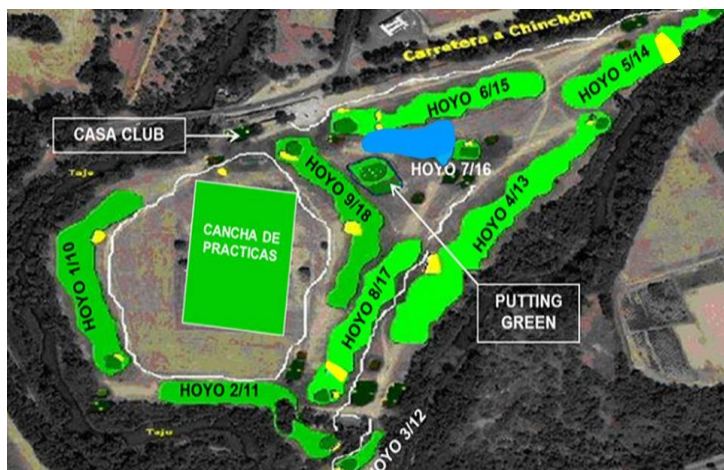 Carretera a Chinchón
HOYO 5/14
HOYO 6/15
CASA CLUB
HOYO 7/16
Tajo
HOYO 9/18
HOYO 4/13
CANCHA DE
PRACTICAS
HOYO 1/10
HOYO 8/17
PUTTING
GREEN
HOYO 2/11
Tajo
HOYO 3/12